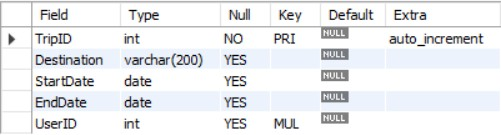 Field Type Null Key Default Extra
TripID int NO PRI NULL auto_increment
Destination varchar(200) YES NULL
StartDate date YES NULL
EndDate date YES NULL
UserID int YES MUL NULL